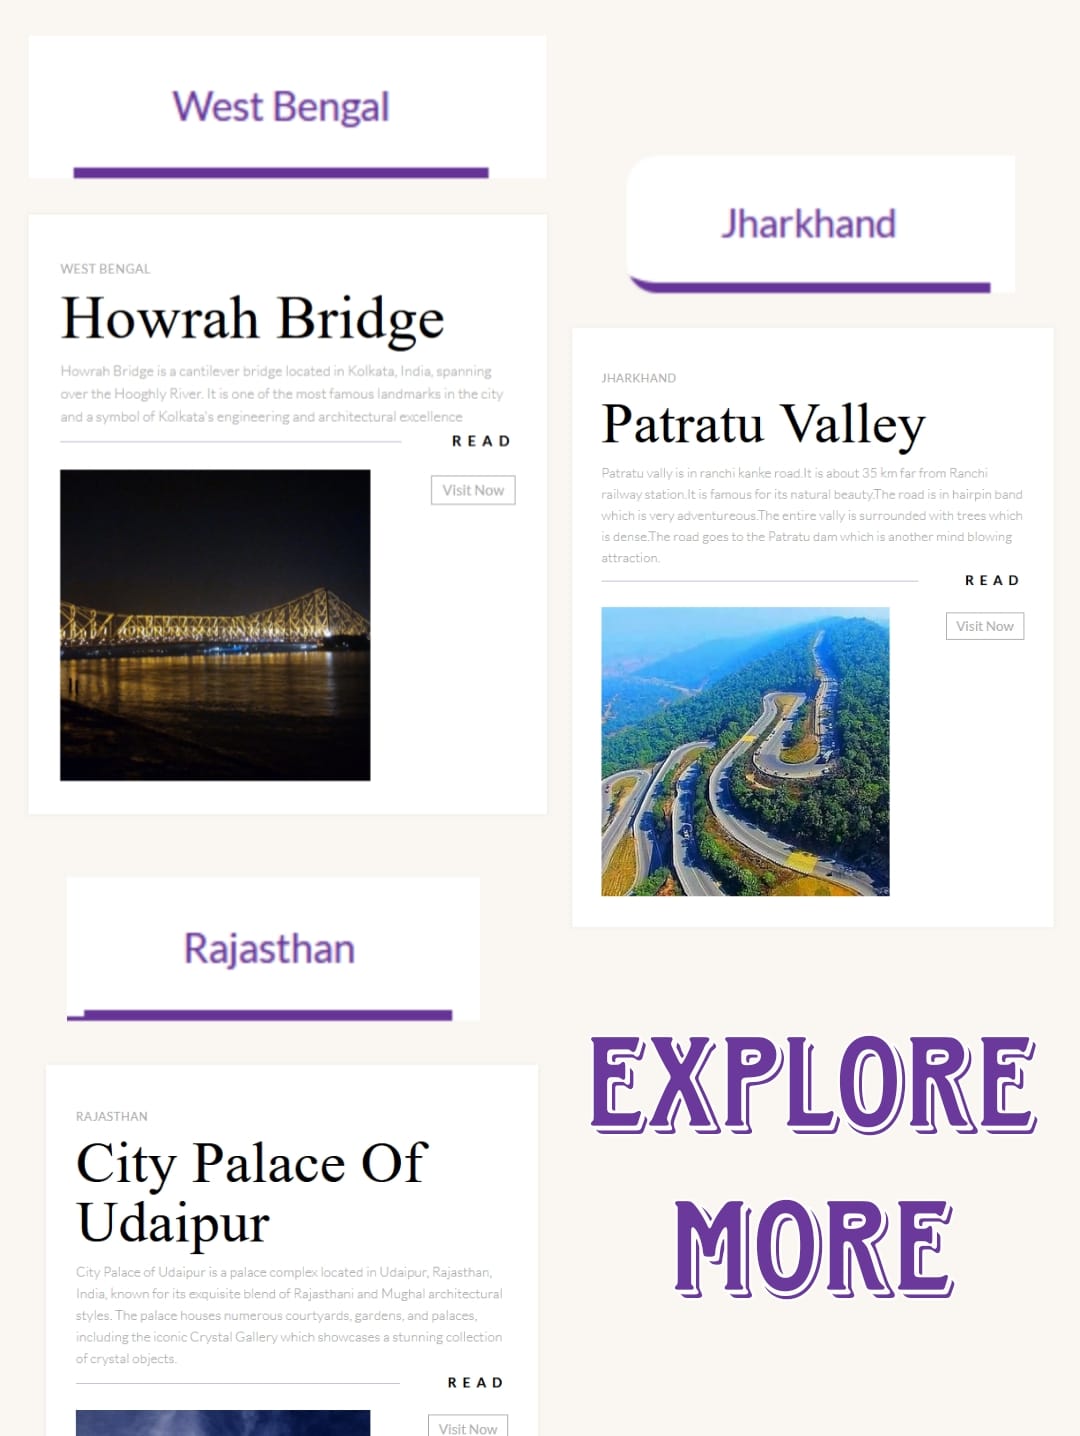 West Bengal
WEST BENGAL
Howrah Bridge
Howrah Bridge is a cantilever bridge located in Kolkata, India, spanning
over the Hooghly River. It is one of the most famous landmarks in the city
and a symbol of Kolkata's engineering and architectural excellence
READ
Visit Now
Jharkhand
JHARKHAND
Patratu Valley
Patratu vally is in ranchi kanke road.It is about 35 km far from Ranchi
railway station.It is famous for its natural beauty.The road is in hairpin band
which is very adventureous.The entire vally is surrounded with trees which
is dense.The road goes to the Patratu dam which is another mind blowing
attraction.
READ
Visit Now
Rajasthan
RAJASTHAN
City Palace Of
Udaipur
City Palace of Udaipur is a palace complex located in Udaipur, Rajasthan,
India, known for its exquisite blend of Rajasthani and Mughal architectural
styles. The palace houses numerous courtyards, gardens, and palaces,
including the iconic Crystal Gallery which showcases a stunning collection
of crystal objects.
READ
Visit Now
EXPLORE
MORE